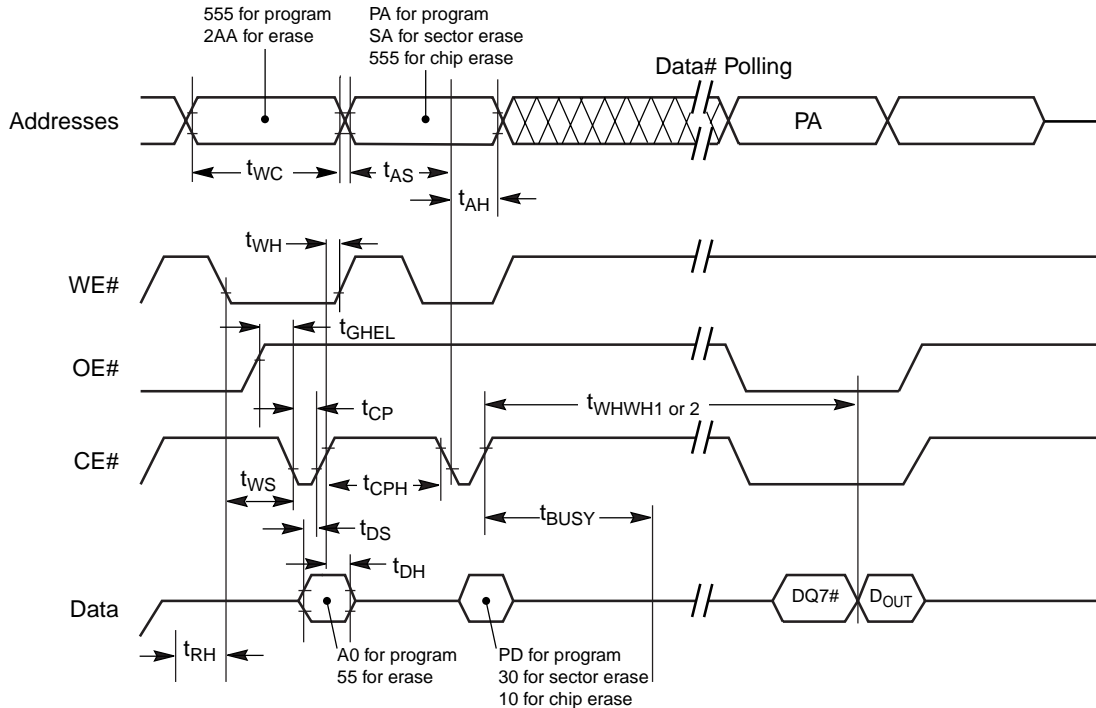 555 for program
2AA for erase
PA for program
SA for sector erase
555 for chip erase
Data# Polling
Addresses
PA
tWC
tAS
tAH
tWH
WE#
tGHEL
OE#
tWHWH1 or 2
tCP
CE#
tWS
tCPH
tBUSY
tDS
tDH
Data
DQ7#
DOUT
tRH
A0 for program
55 for erase
PD for program
30 for sector erase
10 for chip erase